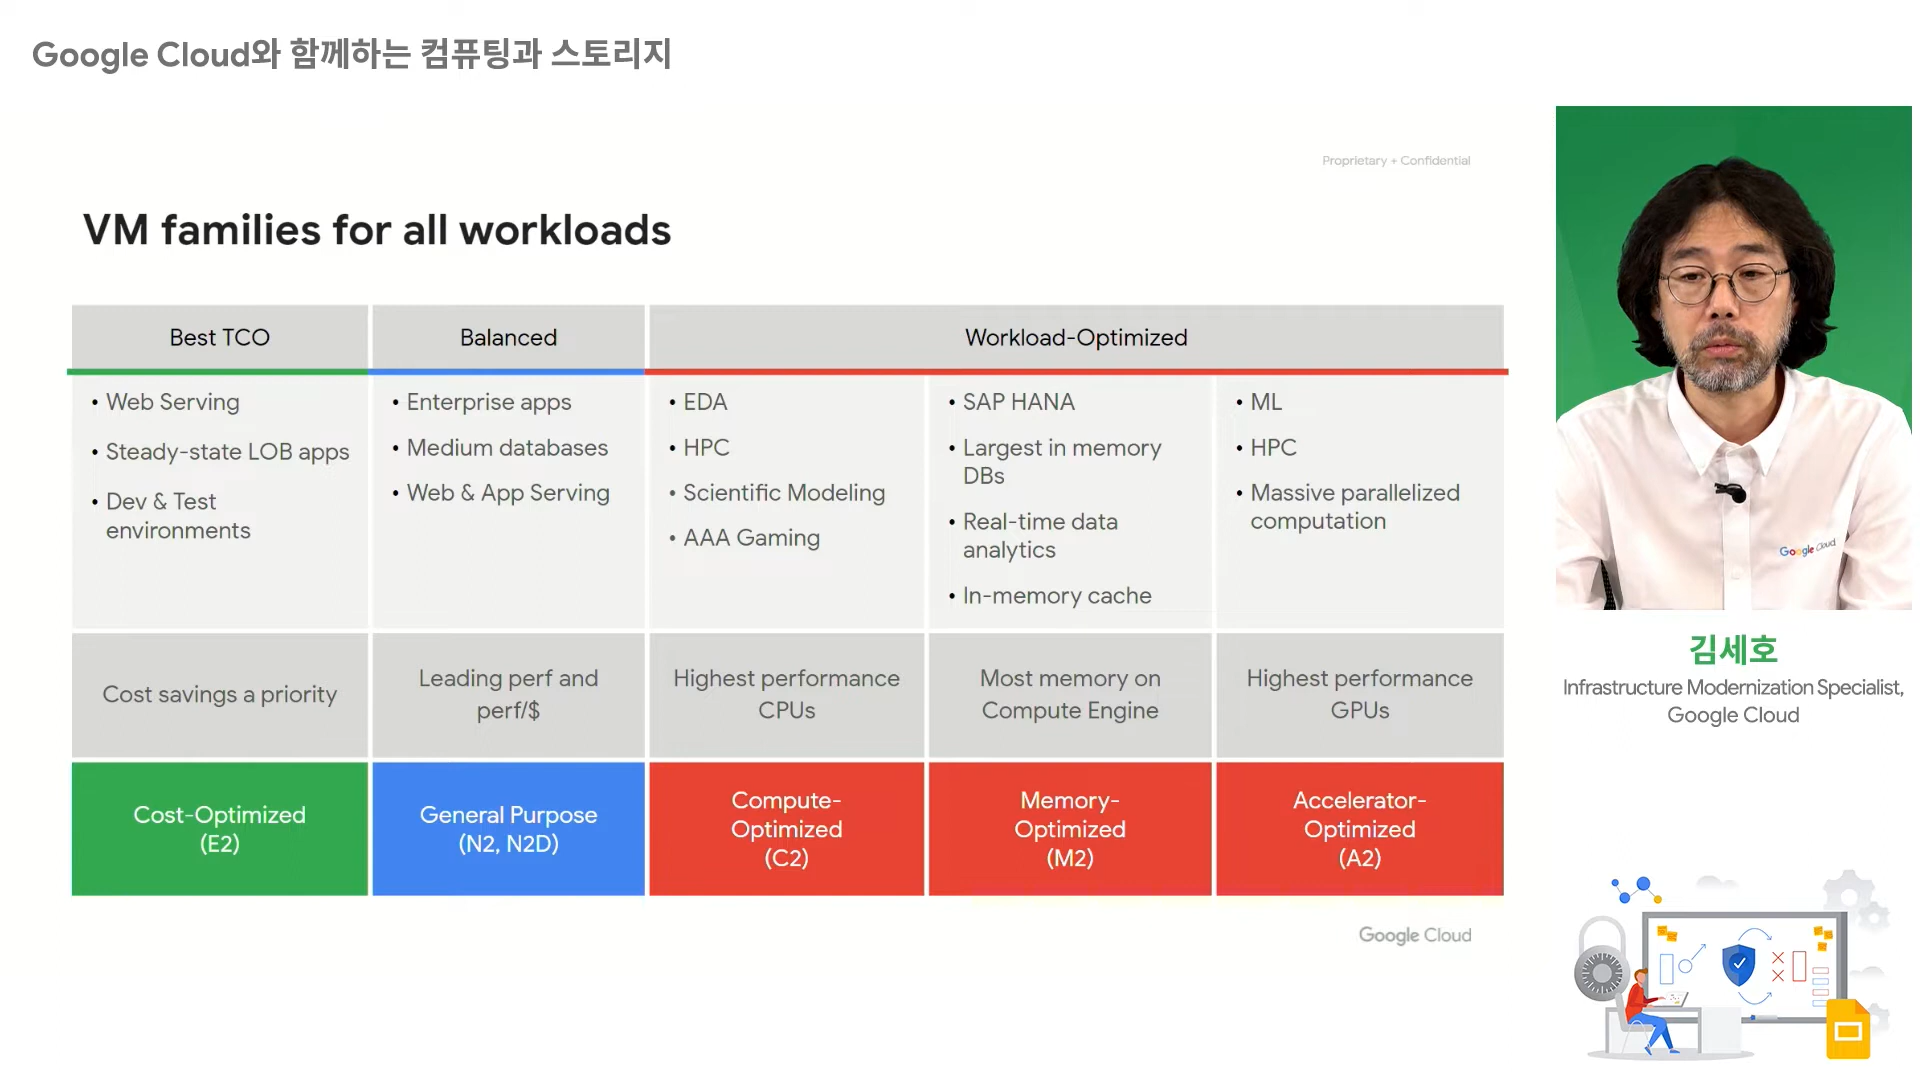 Google Cloud와 함께하는 컴퓨팅과 스토리지
Proprietary + Confidential
VM families for all workloads
Best TCO
Balanced
Workload-Optimized
• Web Serving
• Steady-state LOB apps
• Dev & Test
environments
• Enterprise apps
• Medium databases
• Web & App Serving
• EDA
• HPC
• Scientific Modeling
• AAA Gaming
• SAP HANA
• Largest in memory
DBs
• Real-time data
analytics
• In-memory cache
• ML
• HPC
• Massive parallelized
computation
Cost savings a priority
Leading perf and
perf/$
Highest performance
CPUs
Most memory on
Compute Engine
Highest performance
GPUs
Cost-Optimized
(E2)
General Purpose
(N2, N2D)
Compute-
Optimized
(C2)
Memory-
Optimized
(M2)
Accelerator-
Optimized
(A2)
Google Cloud
Google Cloud
김세호
Infrastructure Modernization Specialist,
Google Cloud